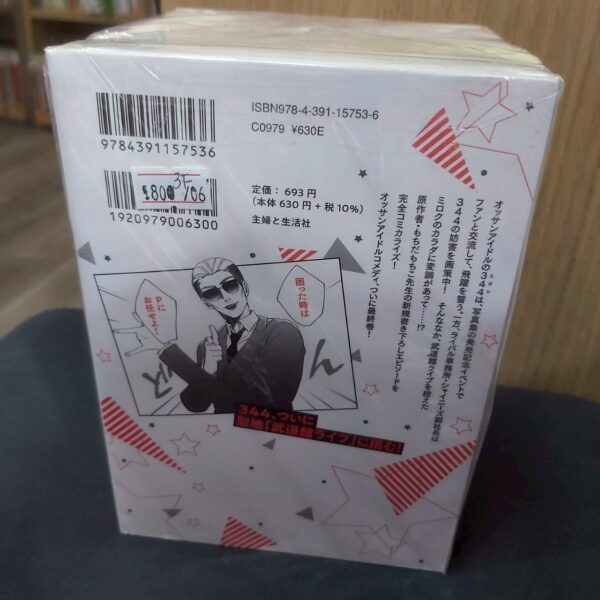 ISBN978-4-391-15753-6
C0979 ¥630E
9784391157536
¥800
3F
/06
1920979006300
定価：693円
（本体630円＋税10%）
主婦と生活社
オッサンアイドルの344は、写真集の発売記念イベントで
ミヨシ
ファンと交流して、飛躍を誓う。一方、ライバル事務所・シャイニーズ副社長は
344の妨害を画策中！　そんななか、武道館ライブを控えた
ミロクのカラダに変調があって……!?
原作者・もちだもちこ先生の新規書き下ろしエピソードを
完全コミカライズ！
オッサンアイドルコメディ、ついに最終巻！
困った時は
Pに
お任せよ！
344、ついに
聖地「武道館ライブ」に挑む！